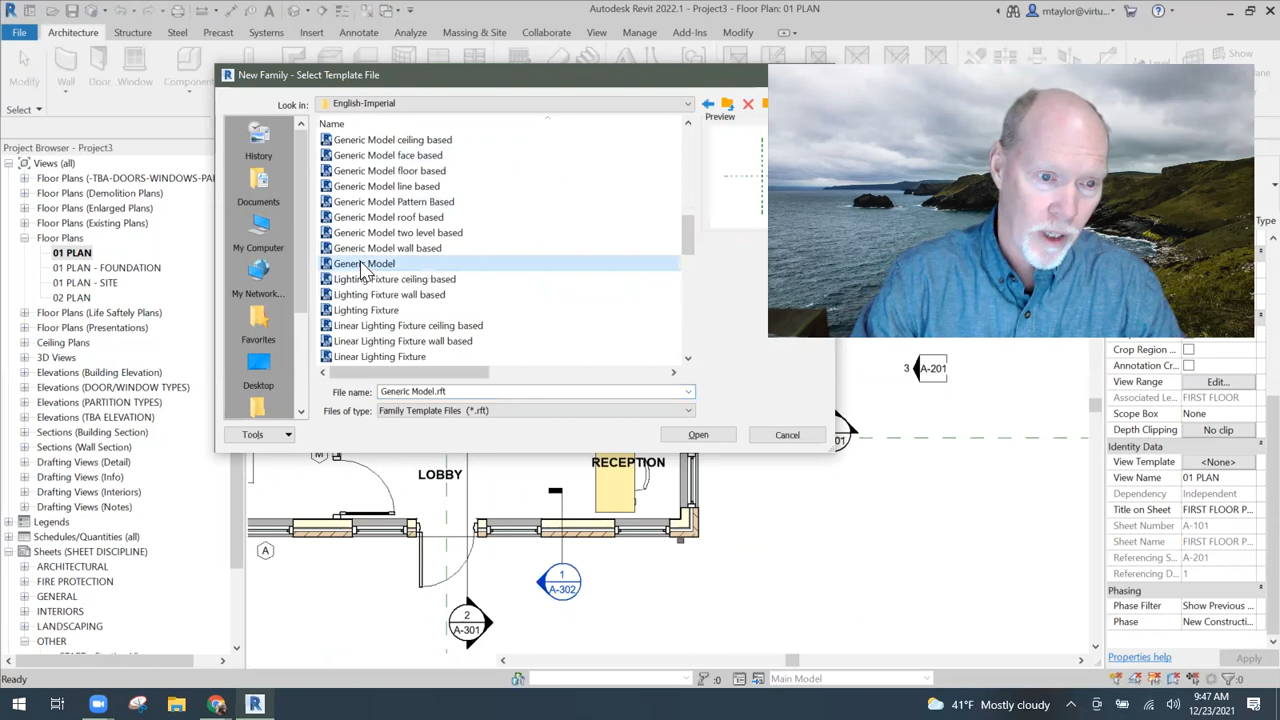 Autodesk Revit 2022.1 - Project3 - Floor Plan: 01 PLAN
mtaylor@virtu...
File Architecture Structure Steel Precast Systems Insert Annotate Analyze Massing & Site Collaborate View Manage Add-Ins Modify
Modify Wall Door Window Component
Show
Select
New Family - Select Template File
Look in: English-Imperial
Name
Preview
Generic Model ceiling based
Generic Model face based
Generic Model floor based
Generic Model line based
Generic Model Pattern Based
Generic Model roof based
Generic Model two level based
Generic Model wall based
Generic Model
Lighting Fixture ceiling based
Lighting Fixture wall based
Lighting Fixture
Linear Lighting Fixture ceiling based
Linear Lighting Fixture wall based
Linear Lighting Fixture
History
Documents
My Computer
My Network...
Favorites
Desktop
File name: Generic Model.rft
Files of type: Family Template Files (*.rft)
Tools
Open
Cancel
Project Browser - Project3
Views (all)
Floor Plans (-TBA-DOORS-WINDOWS-PA
Floor Plans (Demolition Plans)
Floor Plans (Enlarged Plans)
Floor Plans (Existing Plans)
Floor Plans
01 PLAN
01 PLAN - FOUNDATION
01 PLAN - SITE
02 PLAN
Floor Plans (Life Saftely Plans)
Floor Plans (Presentations)
Ceiling Plans
3D Views
Elevations (Building Elevation)
Elevations (DOOR/WINDOW TYPES)
Elevations (PARTITION TYPES)
Elevations (TBA ELEVATION)
Building Sections (Building Section)
Sections (Wall Section)
Drafting Views (Detail)
Drafting Views (Info)
Drafting Views (Interiors)
Drafting Views (Notes)
Legends
Schedules/Quantities (all)
Sheets (SHEET DISCIPLINE)
ARCHITECTURAL
FIRE PROTECTION
GENERAL
INTERIORS
LANDSCAPING
OTHER
LOBBY
RECEPTION
M
A
1
A-302
2
A-301
3 A-201
01
Crop Region ...
Annotation Cr...
View Range Edit...
Associated Le... FIRST FLOOR
Scope Box None
Depth Clipping No clip
Identity Data
View Template <None>
View Name 01 PLAN
Dependency Independent
Title on Sheet FIRST FLOOR P...
Sheet Number A-101
Sheet Name FIRST FLOOR P...
Referencing S... A-201
Referencing D... 1
Phasing
Phase Filter Show Previous ...
Phase New Constructi...
Properties help
Apply
Ready
:0
Main Model
:0
41°F Mostly cloudy
9:47 AM
12/23/2021